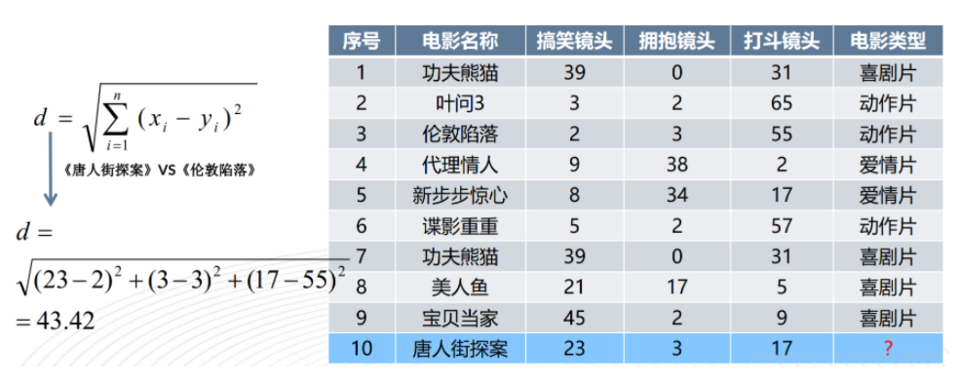 d = √∑(x_i − y_i)²
n
i=1
《唐人街探案》VS《伦敦陷落》
d =
√(23−2)²+(3−3)²+(17−55)²
= 43.42
序号 电影名称 搞笑镜头 拥抱镜头 打斗镜头 电影类型
1 功夫熊猫 39 0 31 喜剧片
2 叶问3 3 2 65 动作片
3 伦敦陷落 2 3 55 动作片
4 代理情人 9 38 2 爱情片
5 新步步惊心 8 34 17 爱情片
6 谍影重重 5 2 57 动作片
7 功夫熊猫 39 0 31 喜剧片
8 美人鱼 21 17 5 喜剧片
9 宝贝当家 45 2 9 喜剧片
10 唐人街探案 23 3 17 ?